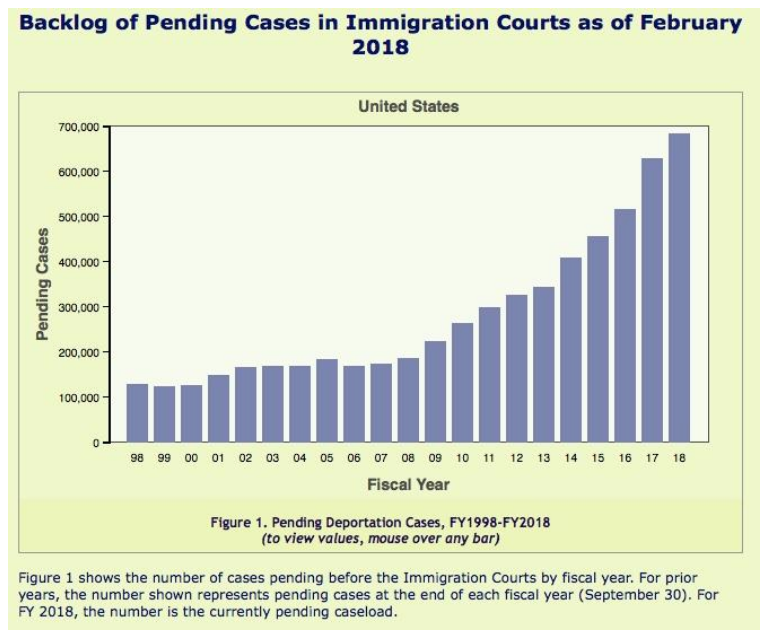 Backlog of Pending Cases in Immigration Courts as of February
2018
United States
700,000
600,000
500,000
400,000
300,000
200,000
100,000
0
Pending Cases
98 99 00 01 02 03 04 05 06 07 08 09 10 11 12 13 14 15 16 17 18
Fiscal Year
Figure 1. Pending Deportation Cases, FY1998-FY2018
(to view values, mouse over any bar)
Figure 1 shows the number of cases pending before the Immigration Courts by fiscal year. For prior
years, the number shown represents pending cases at the end of each fiscal year (September 30). For
FY 2018, the number is the currently pending caseload.